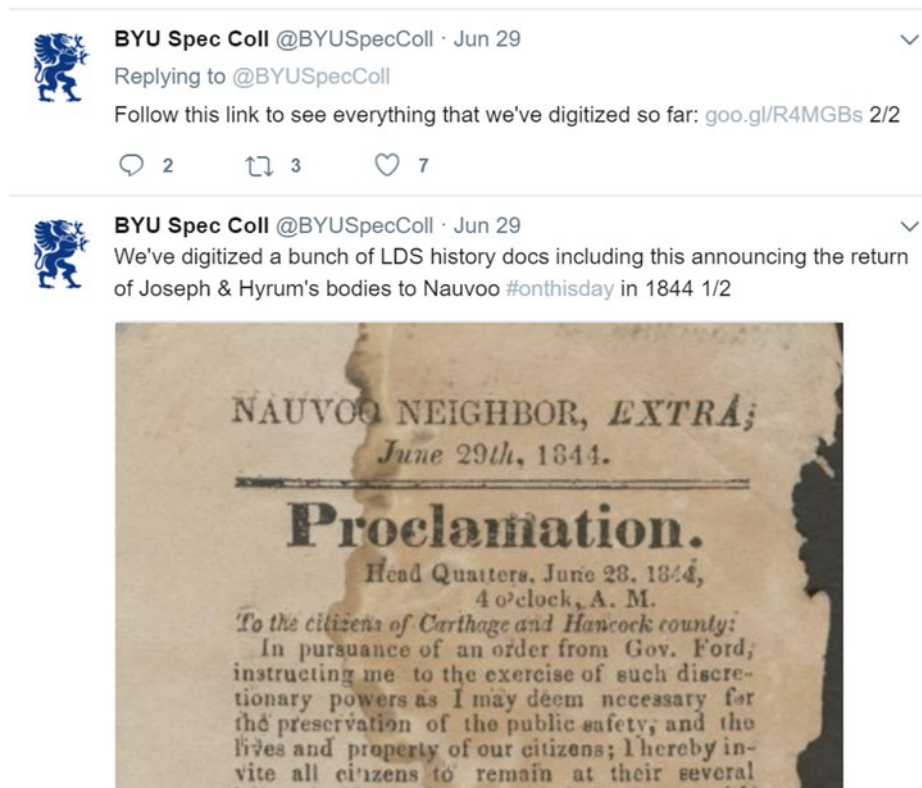 BYU Spec Coll @BYUSpecColl · Jun 29
Replying to @BYUSpecColl
Follow this link to see everything that we've digitized so far: goo.gl/R4MGBs 2/2
2 3 7
BYU Spec Coll @BYUSpecColl · Jun 29
We've digitized a bunch of LDS history docs including this announcing the return
of Joseph & Hyrum's bodies to Nauvoo #onthisday in 1844 1/2
NAUVOO NEIGHBOR, EXTRA;
June 29th, 1844.
Proclamation.
Head Quarters, June 28, 1844,
4 o'clock, A. M.
To the citizens of Carthage and Hancock county:
In pursuance of an order from Gov. Ford,
instructing me to the exercise of such discre-
tionary powers as I may deem necessary for
the preservation of the public safety, and the
lives and property of our citizens; I hereby in-
vite all citizens to remain at their several